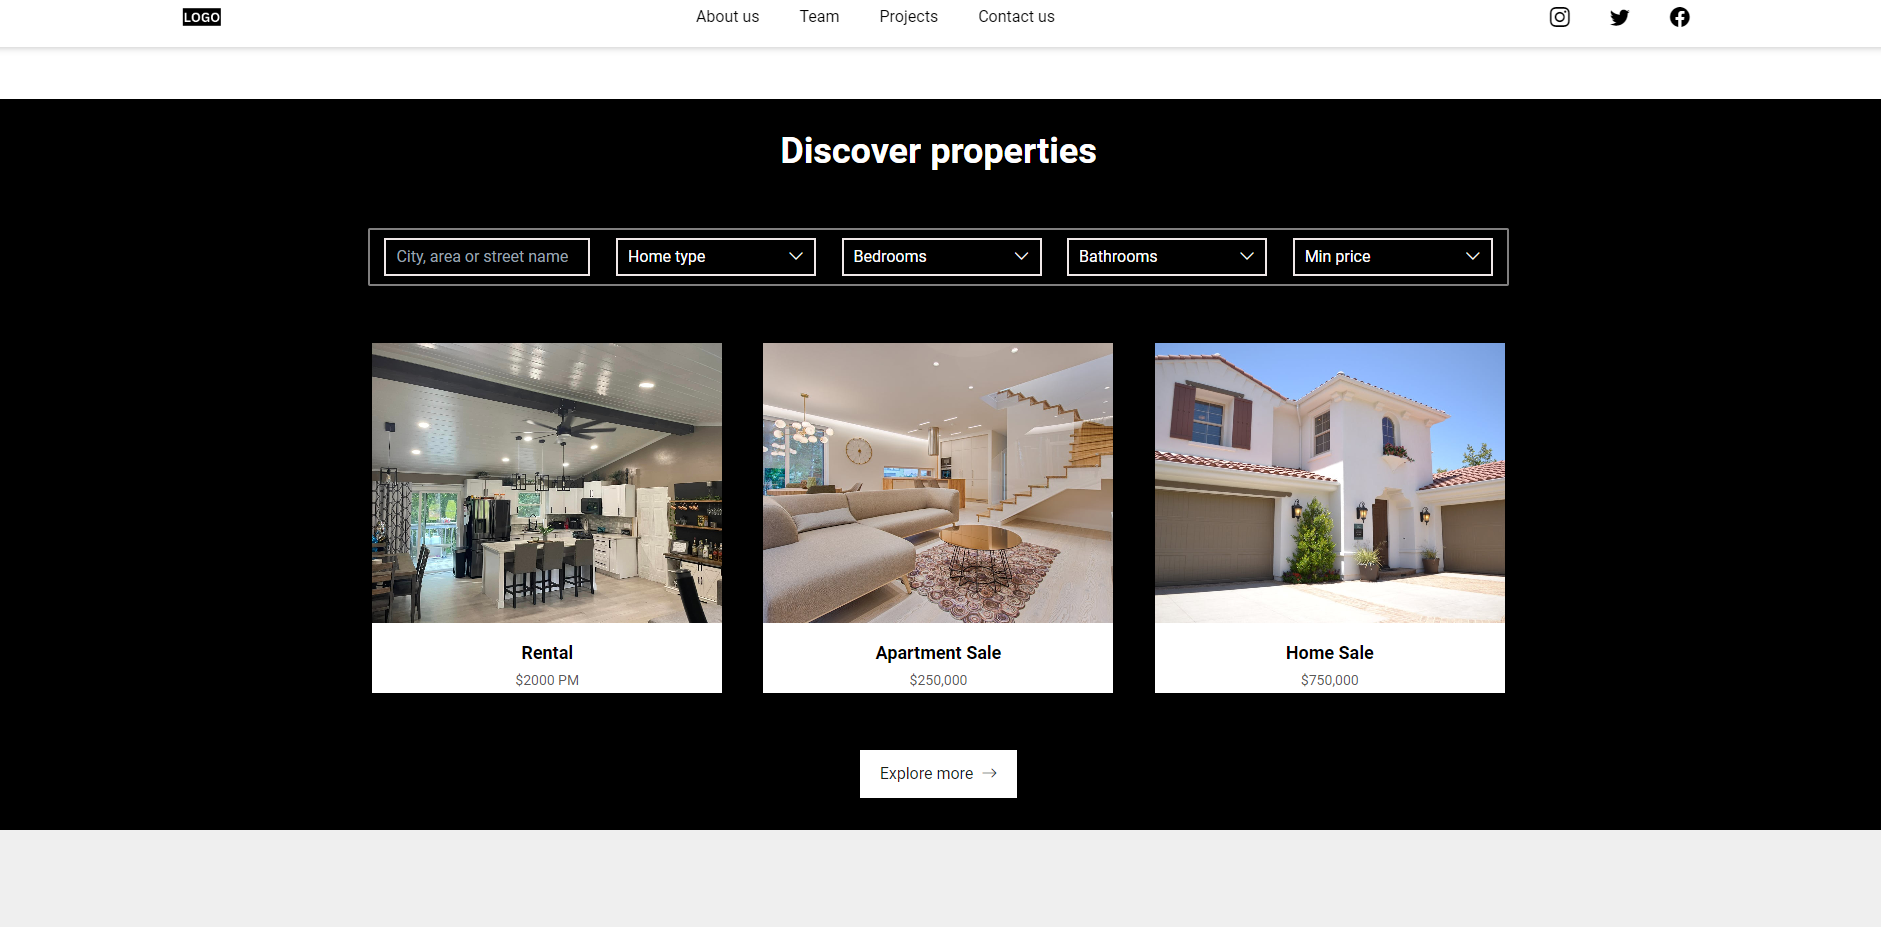 LOGO About us Team Projects Contact us
Discover properties
City, area or street name Home type Bedrooms Bathrooms Min price
Rental Apartment Sale Home Sale
$2000 PM $250,000 $750,000
Explore more